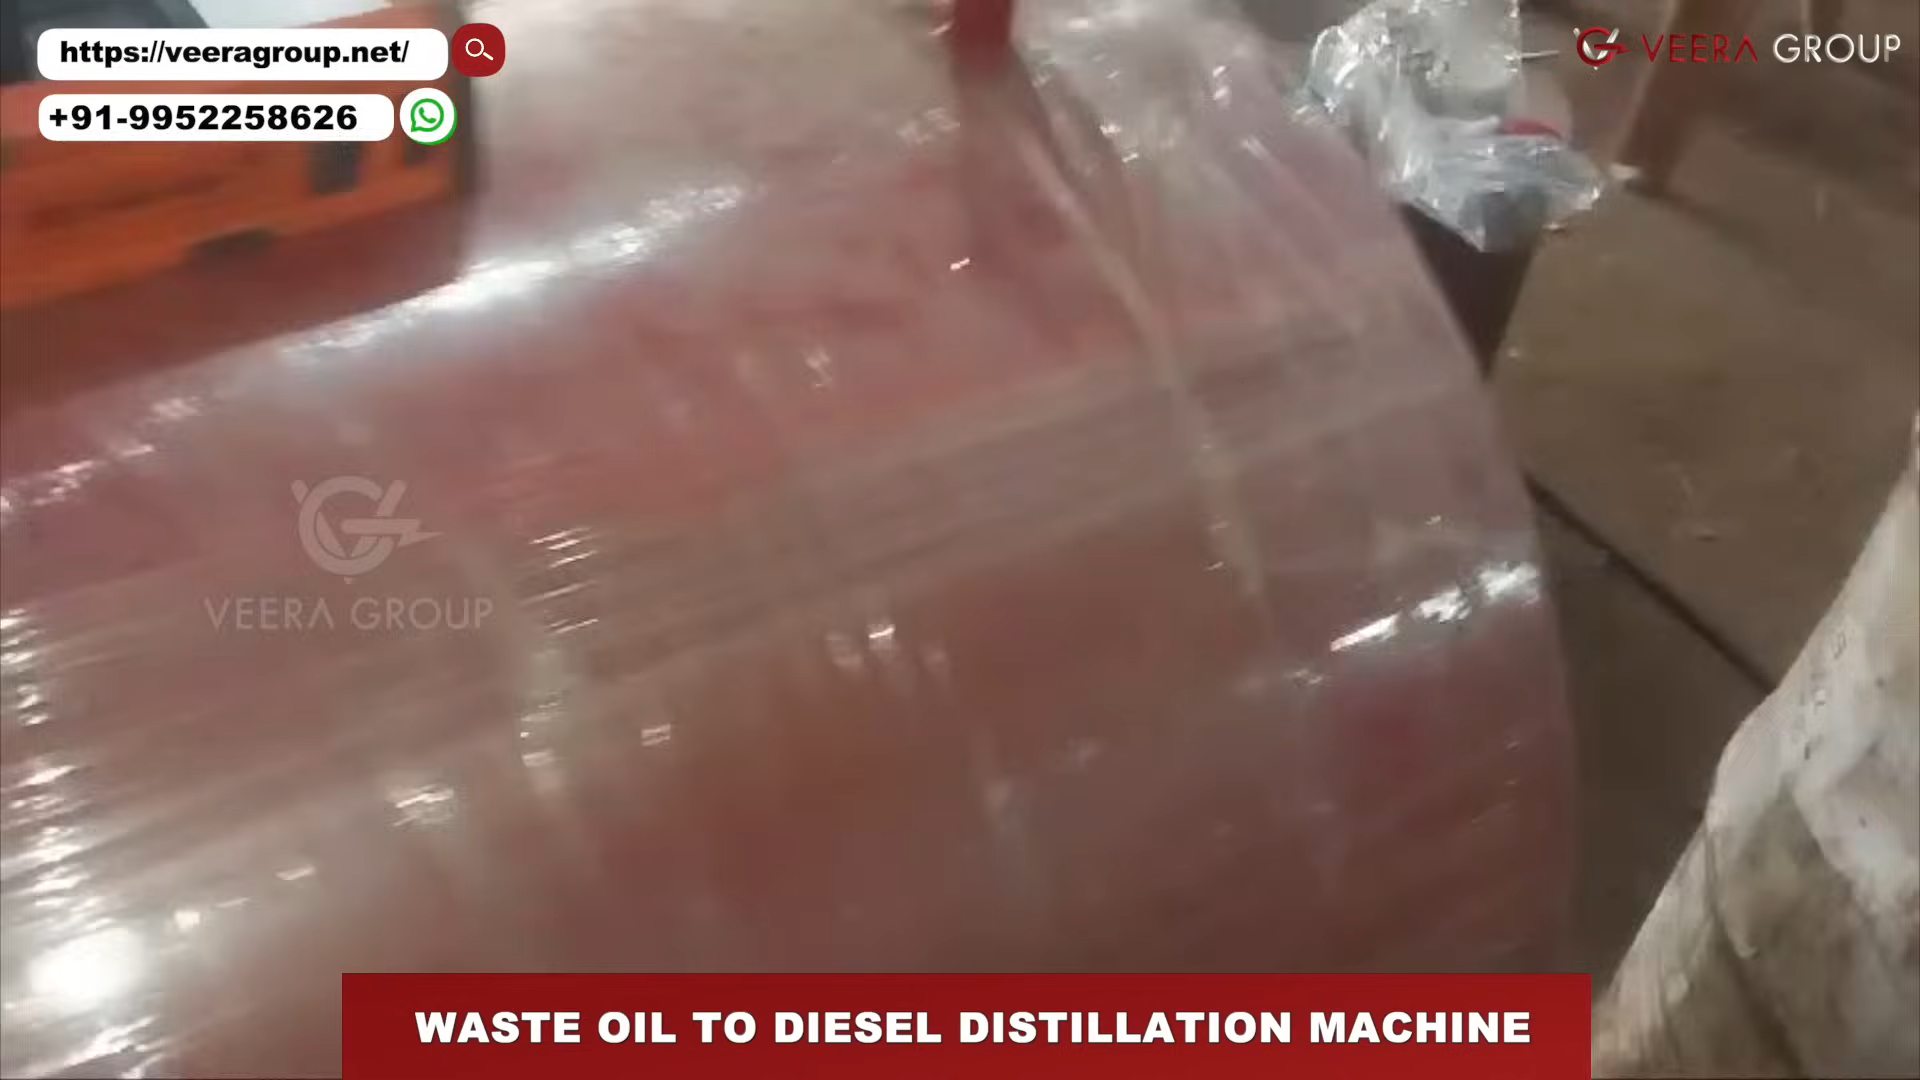 https://veeragroup.net/
+91-9952258626
VEERA GROUP
VEERA GROUP
WASTE OIL TO DIESEL DISTILLATION MACHINE